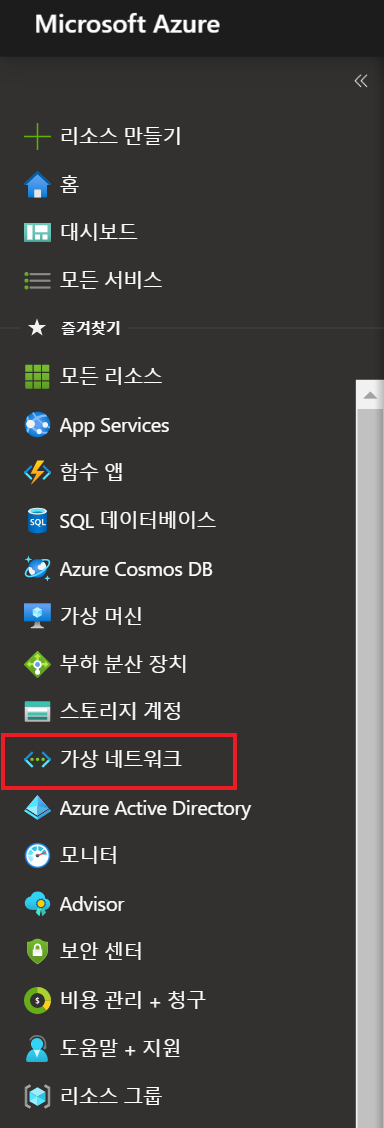 Microsoft Azure
리소스 만들기
홈
대시보드
모든 서비스
즐겨찾기
모든 리소스
App Services
함수 앱
SQL 데이터베이스
Azure Cosmos DB
가상 머신
부하 분산 장치
스토리지 계정
가상 네트워크
Azure Active Directory
모니터
Advisor
보안 센터
비용 관리 + 청구
도움말 + 지원
리소스 그룹